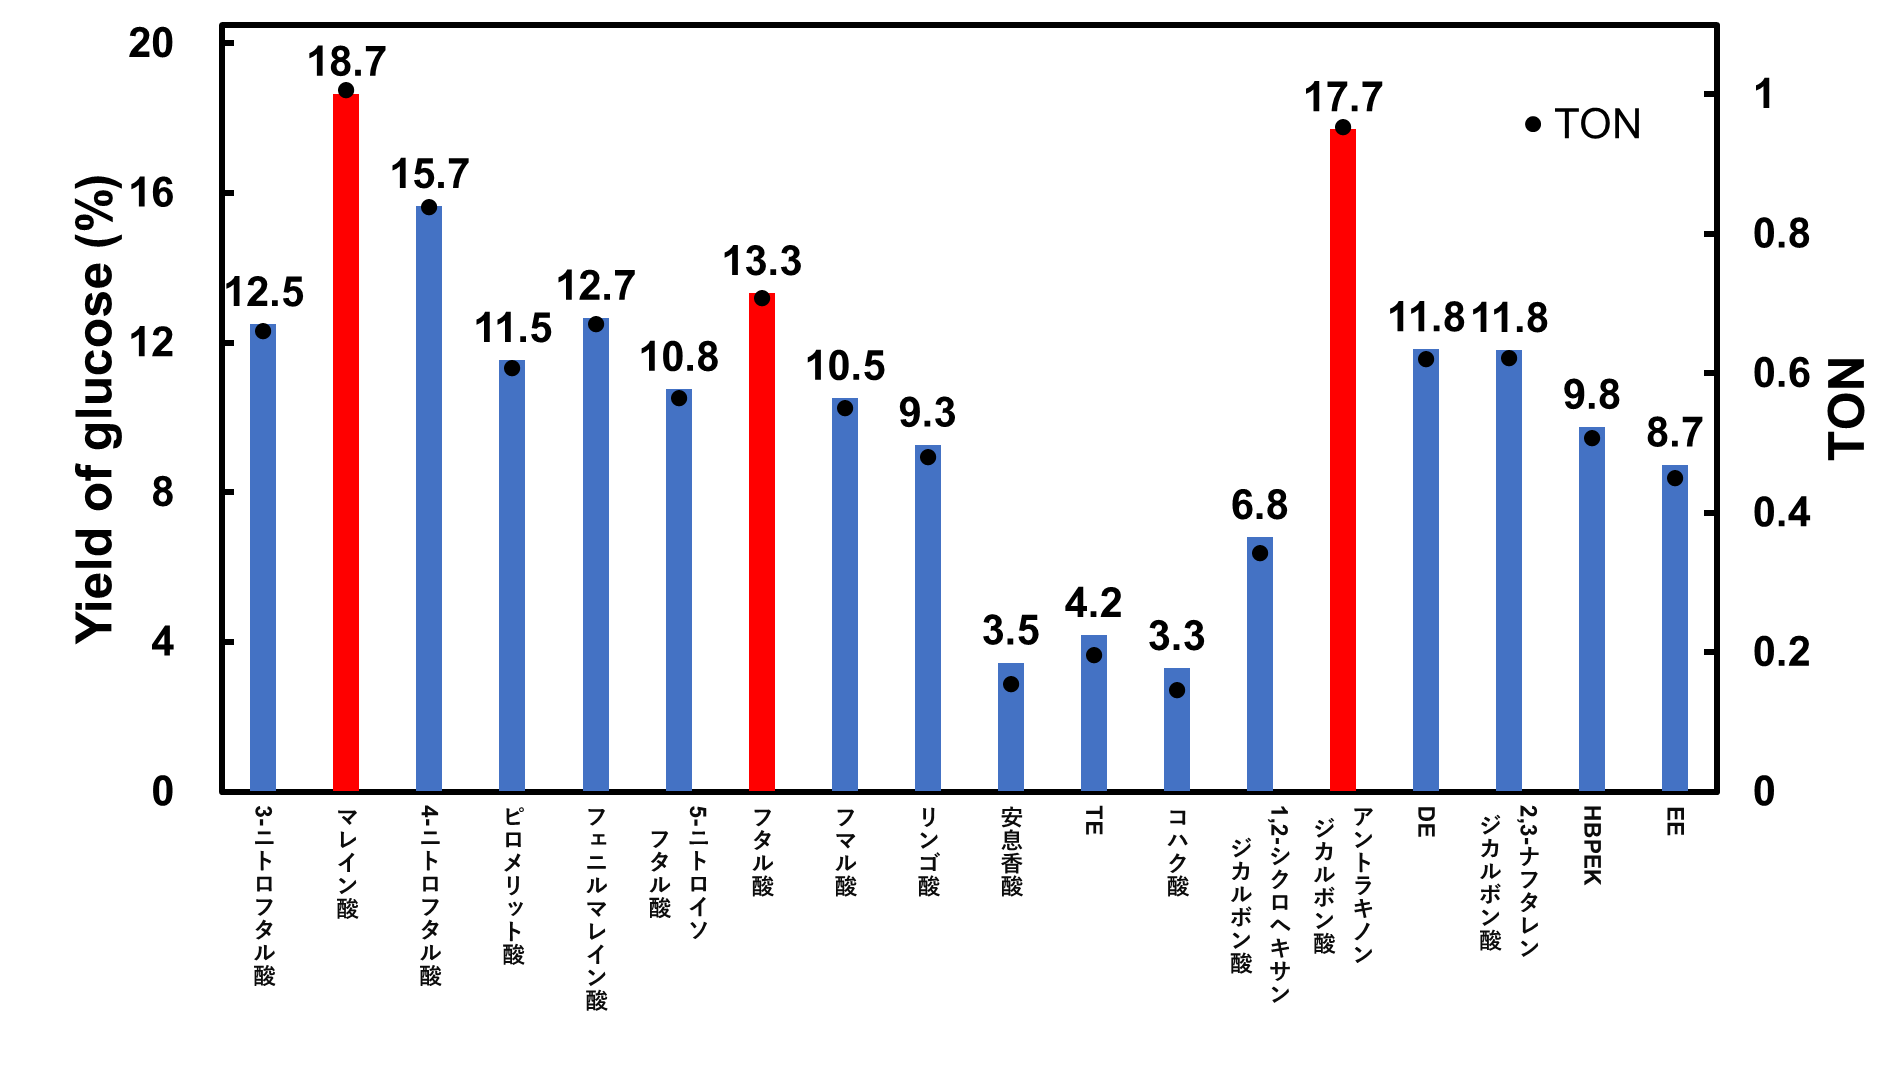 Yield of glucose (%)
20
16
12
8
4
0
12.5
18.7
15.7
11.5
12.7
10.8
13.3
10.5
9.3
3.5
4.2
3.3
6.8
17.7
11.8
11.8
9.8
8.7
TON
1
0.8
0.6
0.4
0.2
0
TON
3-ニトロフタル酸
マレイン酸
4-ニトロフタル酸
ピロメリット酸
フェニルマレイン酸
5-ニトロイソ
フタル酸
フタル酸
フマル酸
リンゴ酸
安息香酸
TE
コハク酸
1,2-シクロヘキサン
ジカルボン酸
アントラキノン
ジカルボン酸
DE
2,3-ナフタレン
ジカルボン酸
HBPEK
EE